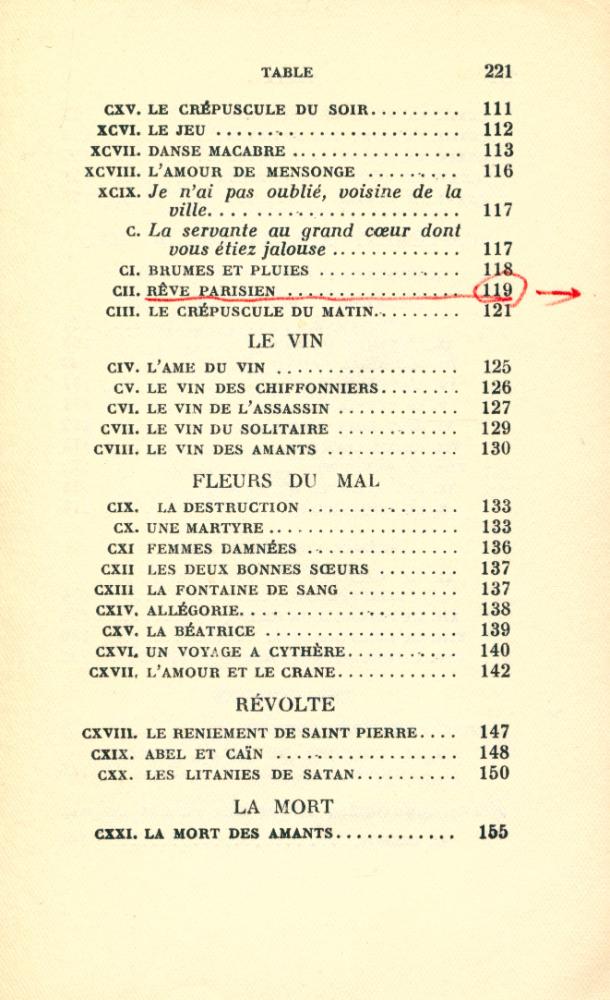 TABLE 221
CXV. LE CRÉPUSCULE DU SOIR......... 111
XCVI. LE JEU ........................ 112
XCVII. DANSE MACABRE ................. 113
XCVIII. L'AMOUR DE MENSONGE ......... 116
XCIX. Je n'ai pas oublié, voisine de la
ville......................... 117
C. La servante au grand cœur dont
vous étiez jalouse ............. 117
CI. BRUMES ET PLUIES .............. 118
CII. RÊVE PARISIEN ................. 119
CIII. LE CRÉPUSCULE DU MATIN......... 121
LE VIN
CIV. L'AME DU VIN .................. 125
CV. LE VIN DES CHIFFONNIERS........ 126
CVI. LE VIN DE L'ASSASSIN ............ 127
CVII. LE VIN DU SOLITAIRE ............ 129
CVIII. LE VIN DES AMANTS ............. 130
FLEURS DU MAL
CIX. LA DESTRUCTION ............... 133
CX. UNE MARTYRE................... 133
CXI FEMMES DAMNÉES ............... 136
CXII LES DEUX BONNES SŒURS ........ 137
CXIII LA FONTAINE DE SANG ........... 137
CXIV. ALLÉGORIE...................... 138
CXV. LA BÉATRICE ................... 139
CXVI. UN VOYAGE A CYTHÈRE........... 140
CXVII. L'AMOUR ET LE CRANE............ 142
RÉVOLTE
CXVIII. LE RENIEMENT DE SAINT PIERRE.... 147
CXIX. ABEL ET CAÏN .................. 148
CXX. LES LITANIES DE SATAN.......... 150
LA MORT
CXXI. LA MORT DES AMANTS............ 155